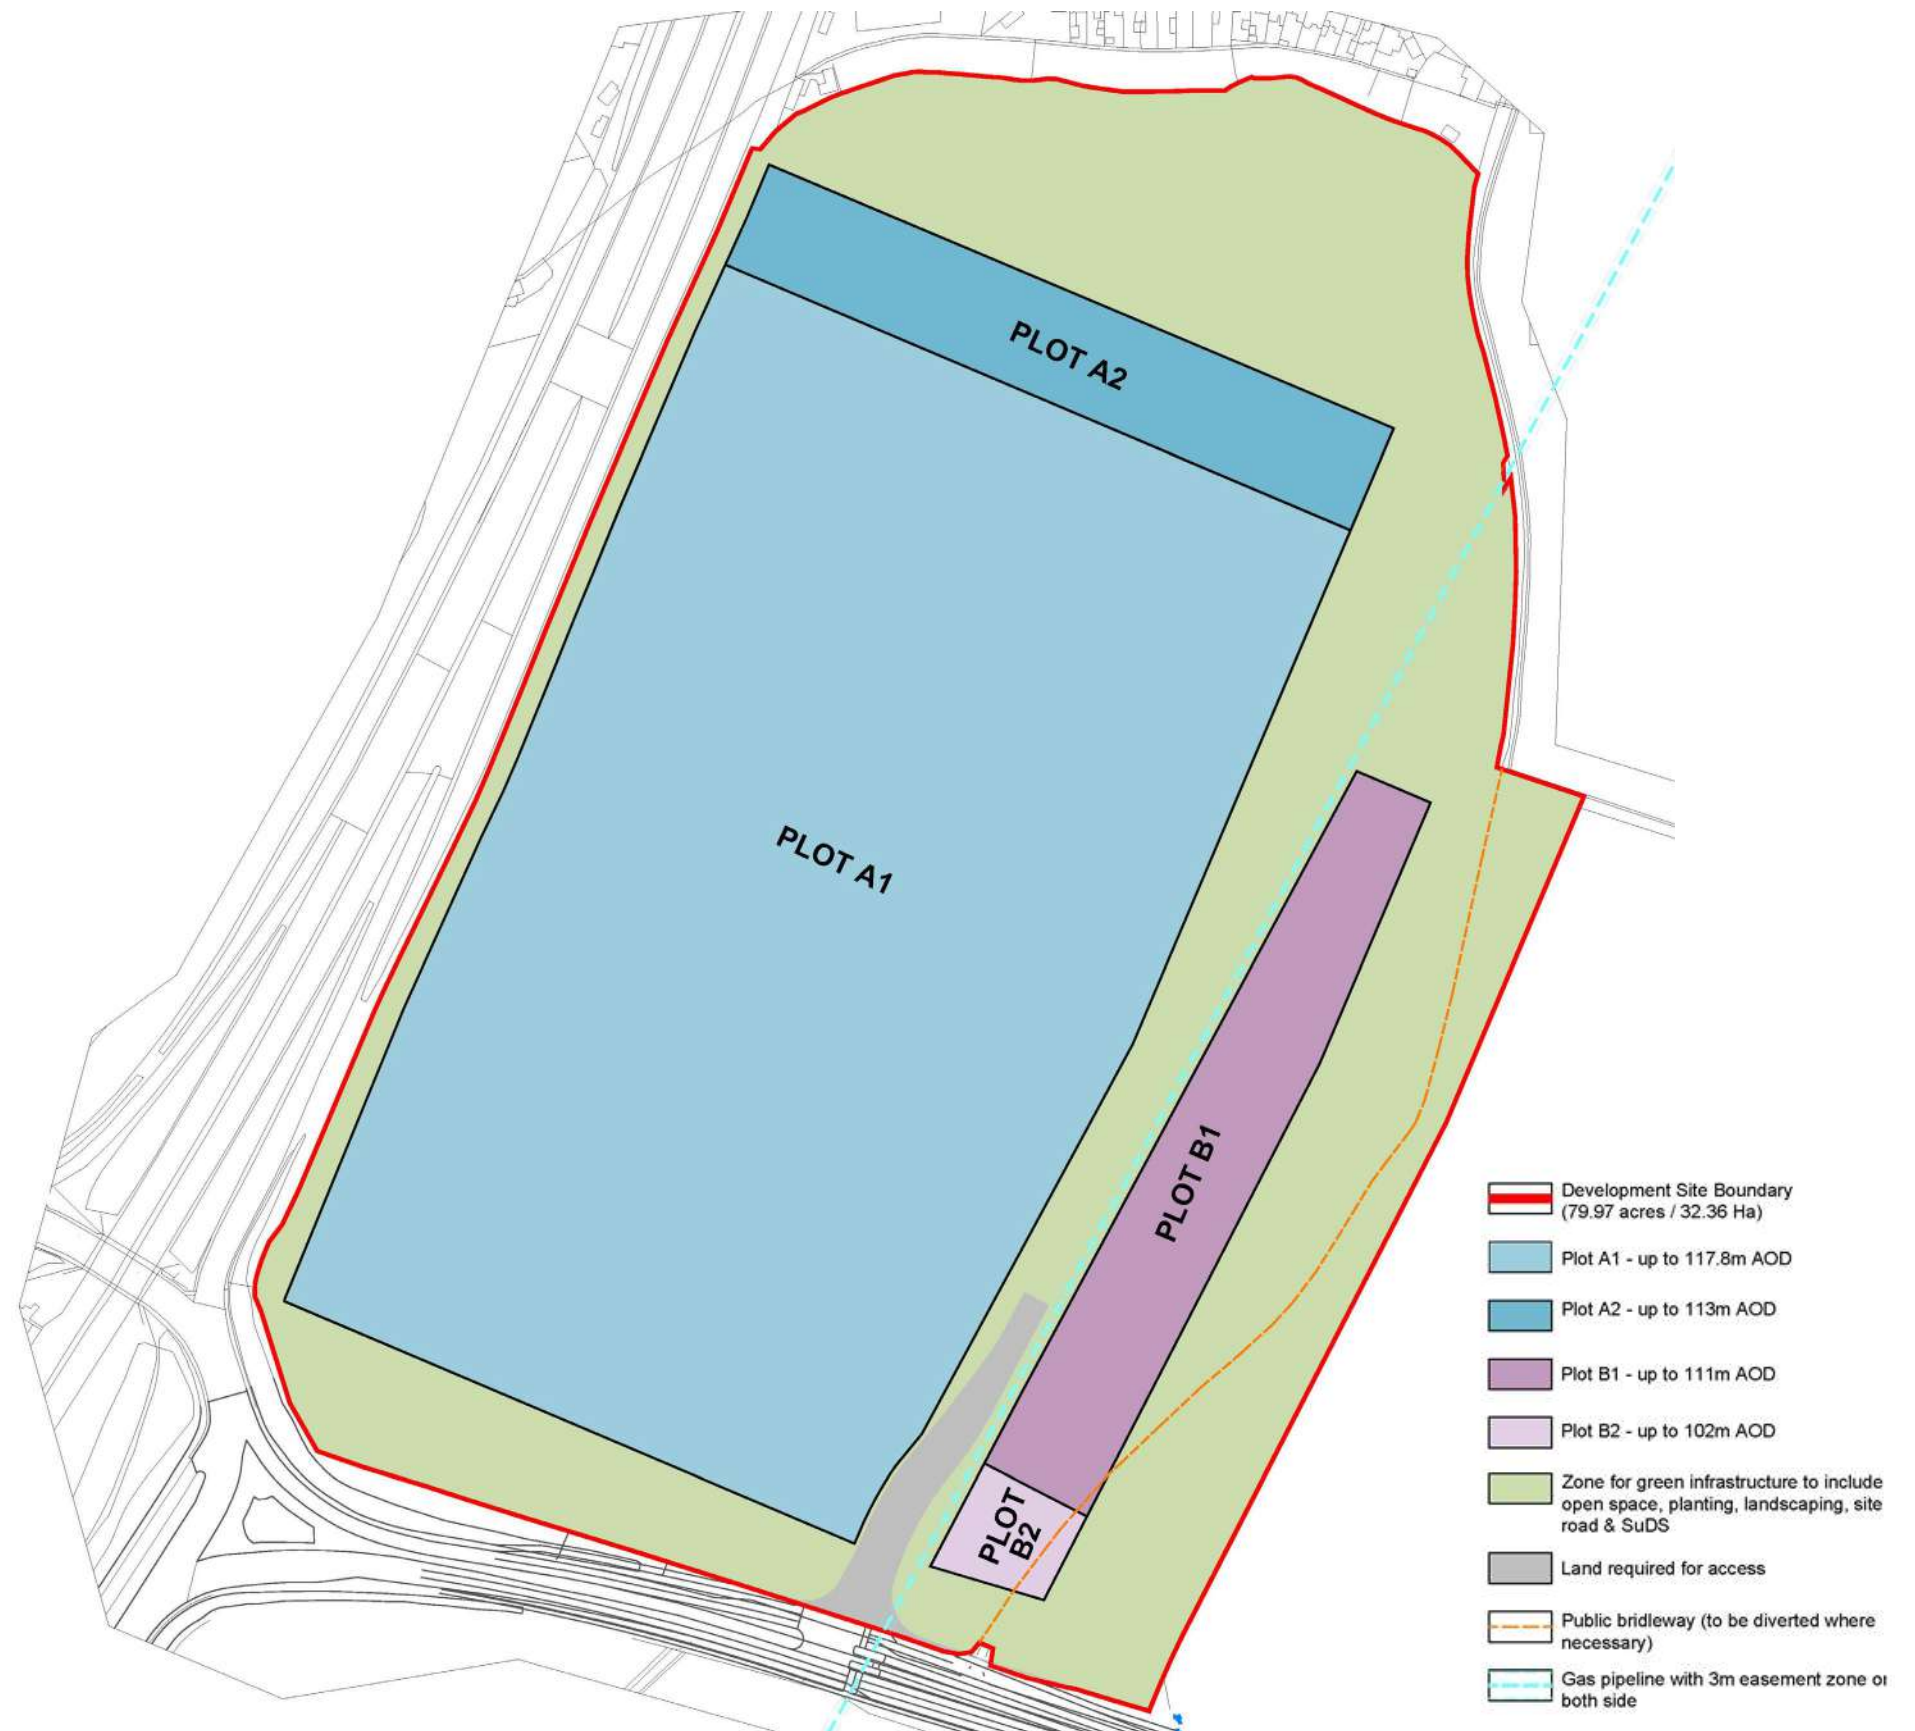 PLOT A2
PLOT A1
PLOT B1
PLOT
B2
Development Site Boundary
(79.97 acres / 32.36 Ha)
Plot A1 - up to 117.8m AOD
Plot A2 - up to 113m AOD
Plot B1 - up to 111m AOD
Plot B2 - up to 102m AOD
Zone for green infrastructure to include
open space, planting, landscaping, site
road & SuDS
Land required for access
Public bridleway (to be diverted where
necessary)
Gas pipeline with 3m easement zone or
both side